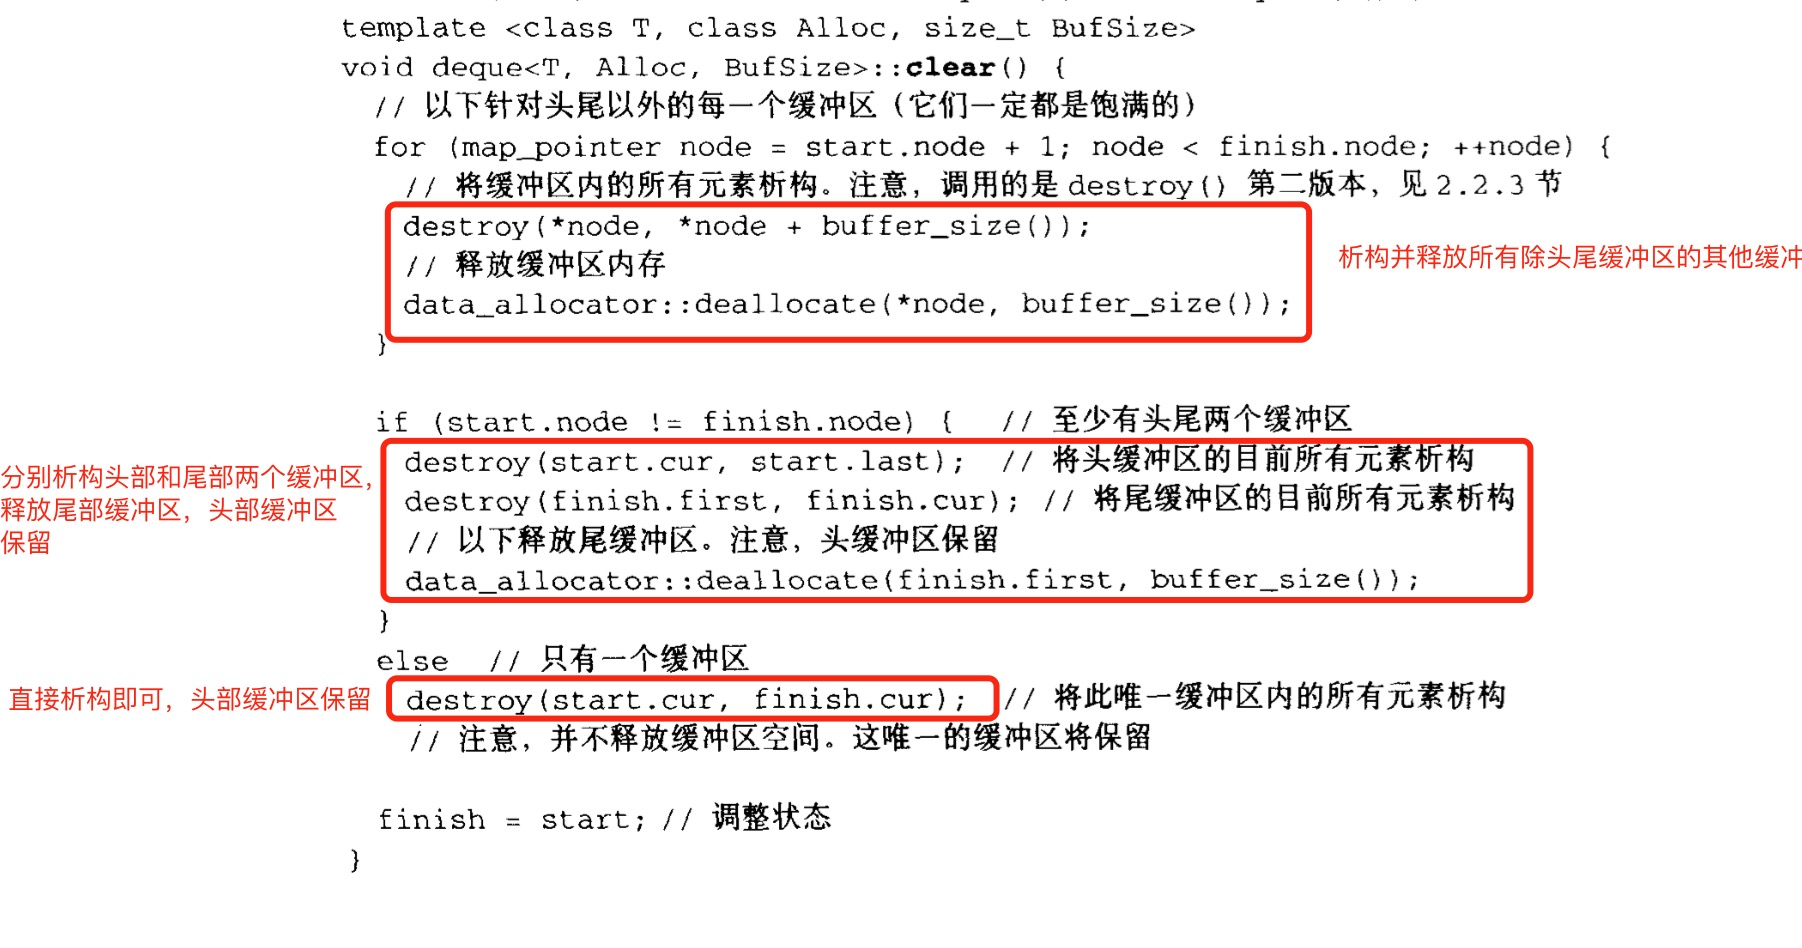 template <class T, class Alloc, size_t BufSize>
void deque<T, Alloc, BufSize>::clear() {
// 以下针对头尾以外的每一个缓冲区（它们一定都是饱满的）
for (map_pointer node = start.node + 1; node < finish.node; ++node) {
// 将缓冲区内的所有元素析构。注意，调用的是destroy() 第二版本，见2.2.3节
destroy(*node, *node + buffer_size());
// 释放缓冲区内存
data_allocator::deallocate(*node, buffer_size());
析构并释放所有除头尾缓冲区的其他缓冲
}
if (start.node != finish.node) { // 至少有头尾两个缓冲区
destroy(start.cur, start.last); // 将头缓冲区的目前所有元素析构
destroy(finish.first, finish.cur); // 将尾缓冲区的目前所有元素析构
// 以下释放尾缓冲区。注意，头缓冲区保留
data_allocator::deallocate(finish.first, buffer_size());
分别析构头部和尾部两个缓冲区，
释放尾部缓冲区，头部缓冲区
保留
}
else // 只有一个缓冲区
直接析构即可，头部缓冲区保留
destroy(start.cur, finish.cur); // 将此唯一缓冲区内的所有元素析构
// 注意，并不释放缓冲区空间。这唯一的缓冲区将保留
finish = start; // 调整状态
}